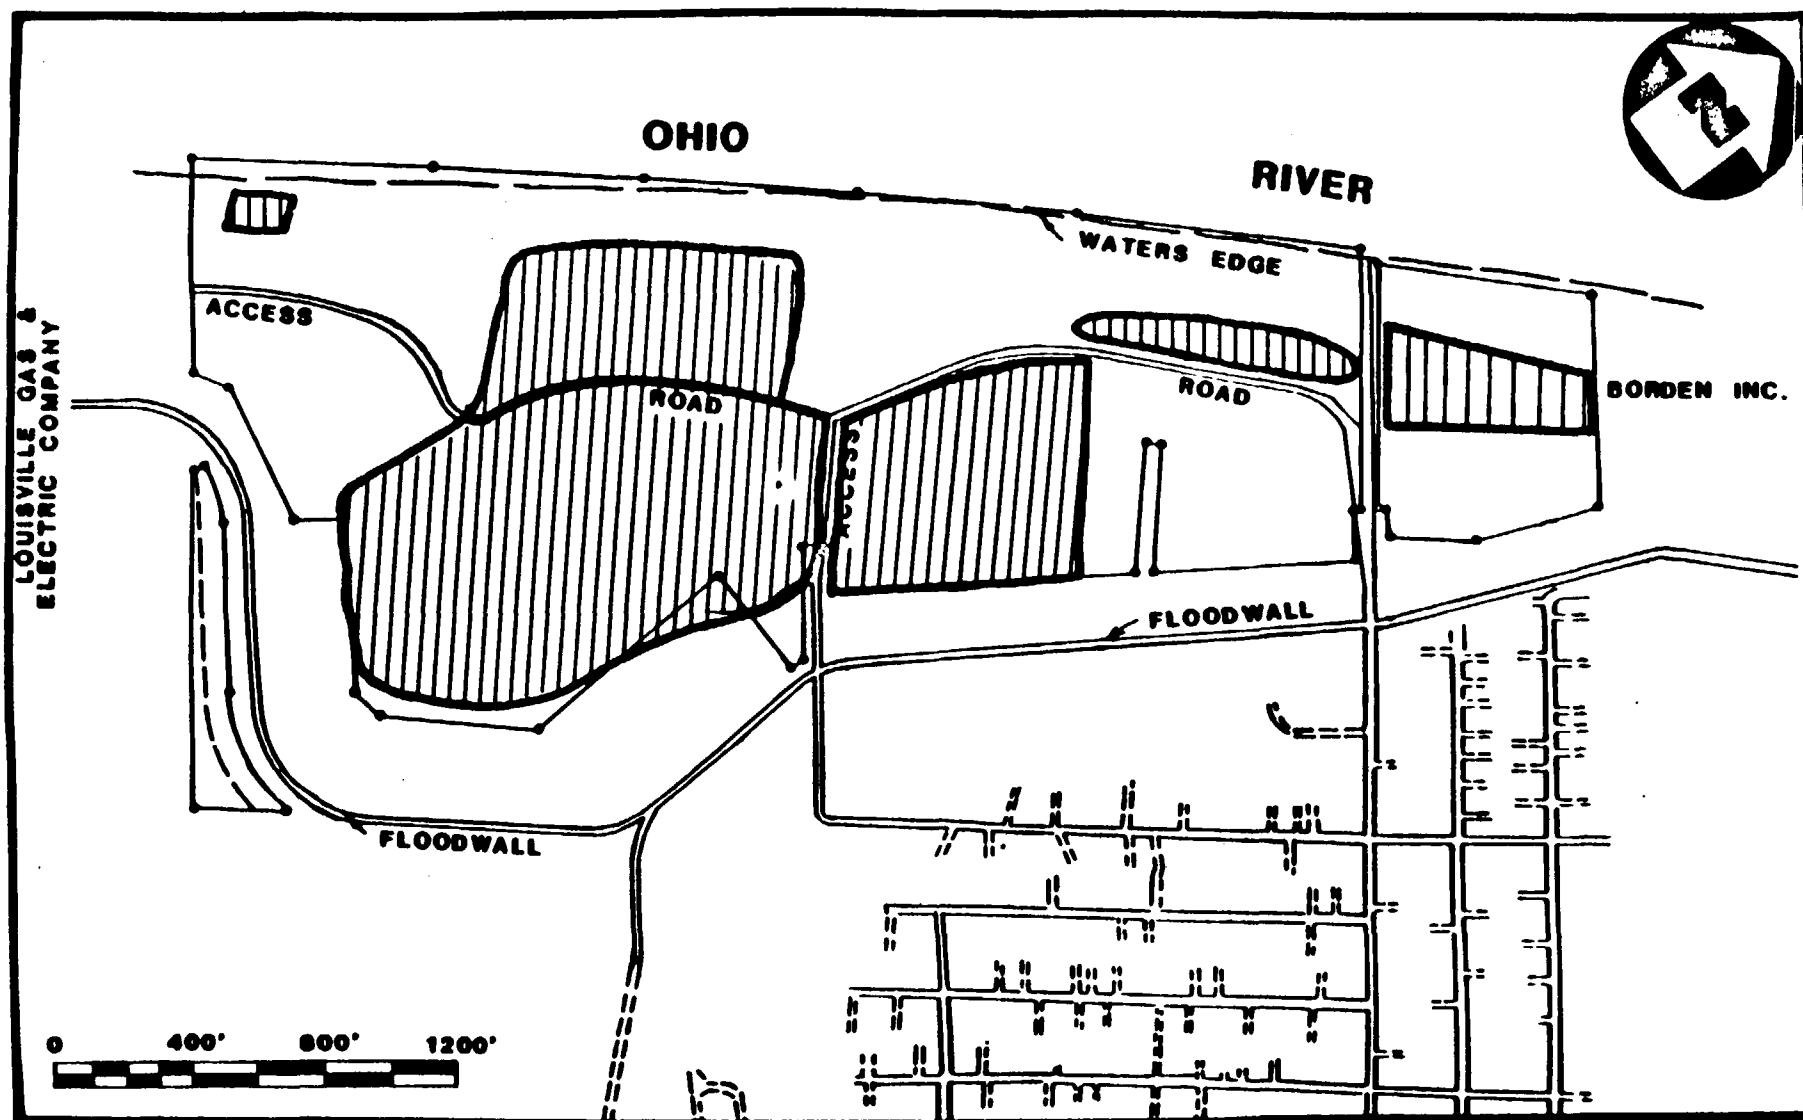 OHIO
RIVER
N
WATERS EDGE
ACCESS
ROAD
ROAD
ACCESS
BORDEN INC.
LOUISVILLE GAS &
ELECTRIC COMPANY
FLOODWALL
FLOODWALL
0 400' 800' 1200'